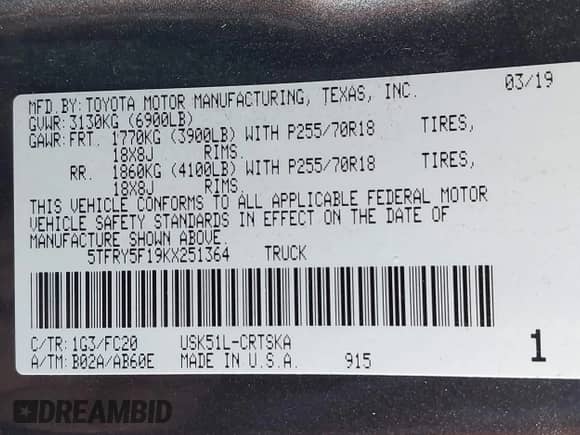 MFD.BY:TOYOTA MOTOR MANUFACTURING, TEXAS, INC. 03/19
GVWR:3130KG (6900LB)
GAWR:FRT. 1770KG (3900LB) WITH P255/70R18 TIRES,
18X8J RIMS.
RR. 1860KG (4100LB) WITH P255/70R18 TIRES,
18X8J RIMS.
THIS VEHICLE CONFORMS TO ALL APPLICABLE FEDERAL MOTOR
VEHICLE SAFETY STANDARDS IN EFFECT ON THE DATE OF
MANUFACTURE SHOWN ABOVE.
5TFRY5F19KX251364 TRUCK
C/TR:1G3/FC20 USK51L-CRTSKA
A/TM:B02A/AB60E MADE IN U.S.A. 915 1
DREAMBID